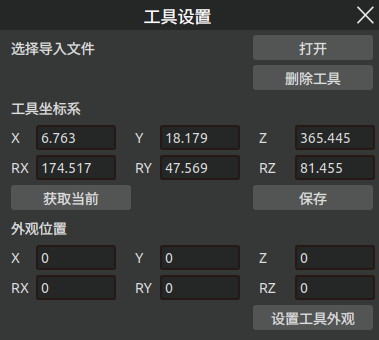 工具设置
选择导入文件 打开
删除工具
工具坐标系
X 6.763 Y 18.179 Z 365.445
RX 174.517 RY 47.569 RZ 81.455
获取当前 保存
外观位置
X 0 Y 0 Z 0
RX 0 RY 0 RZ 0
设置工具外观